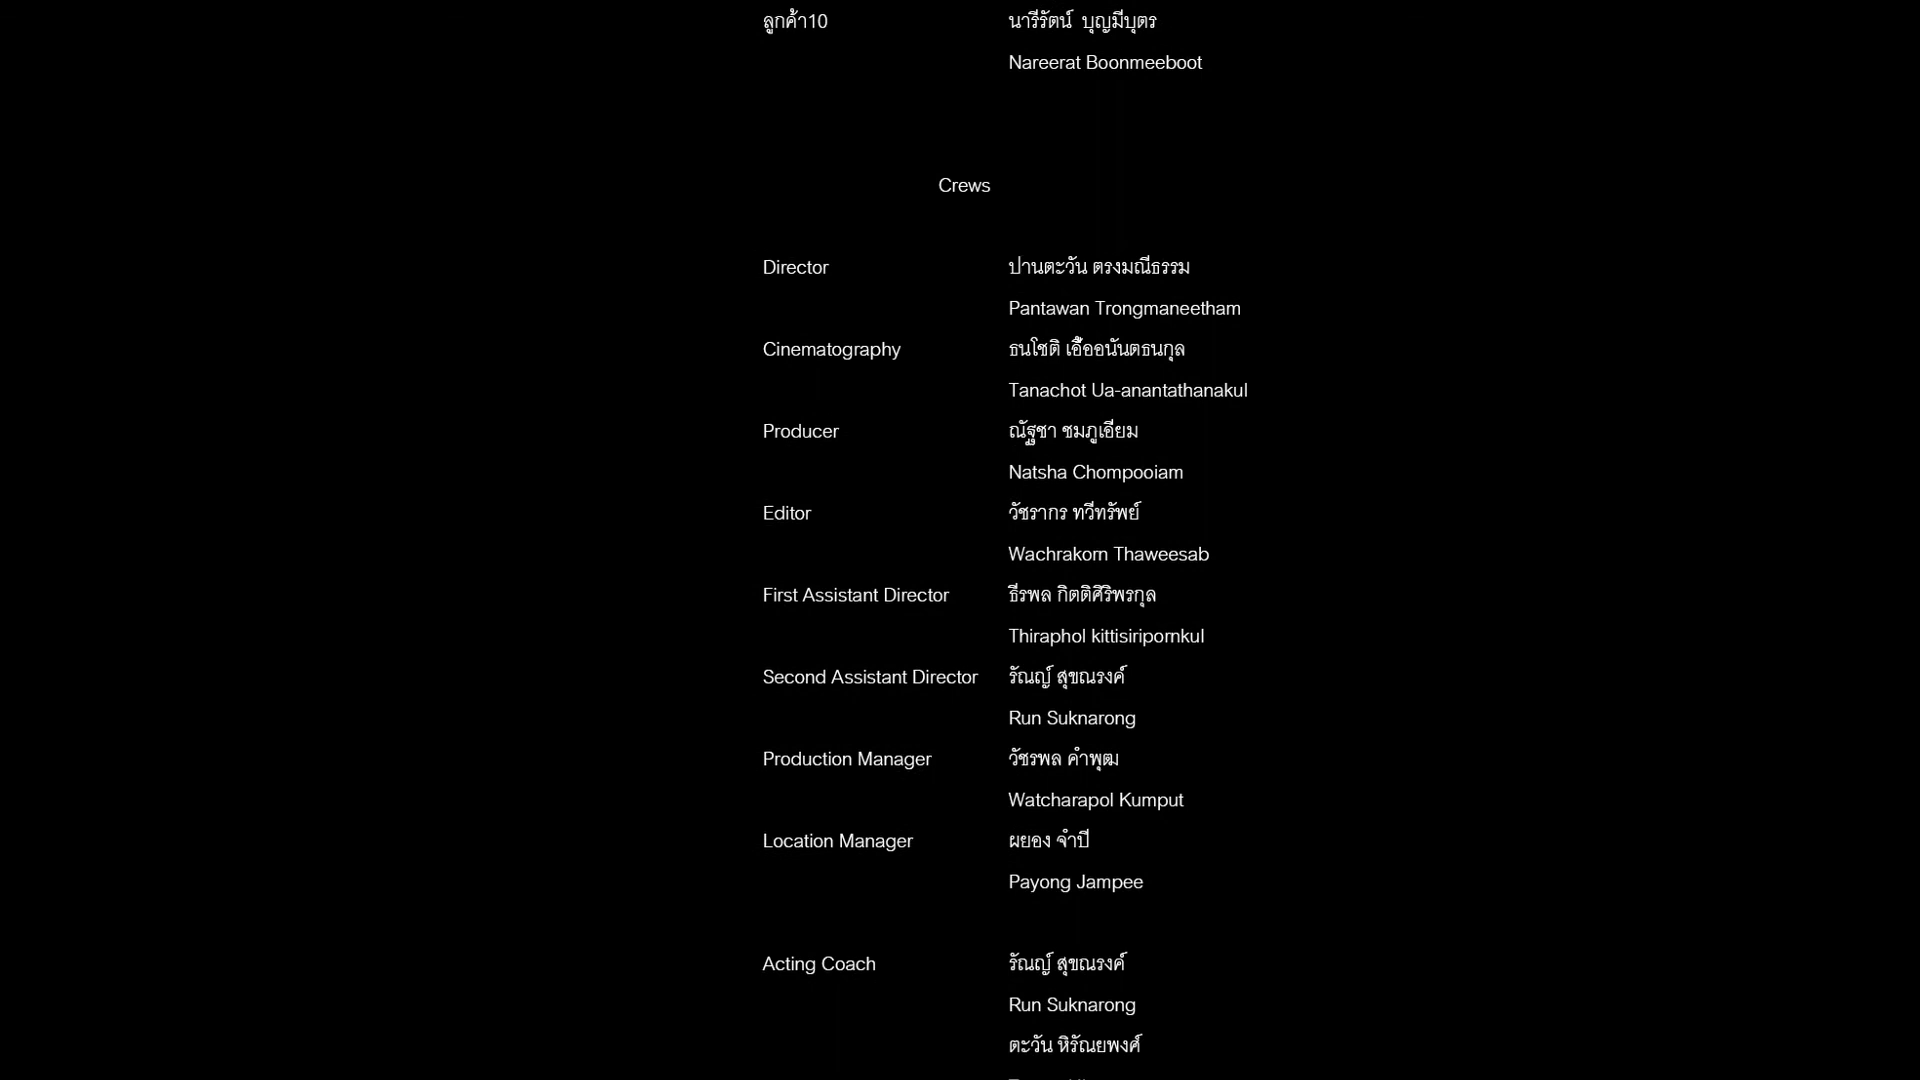 ลูกค้า10 นารีรัตน์ บุญมีบุตร
Nareerat Boonmeeboot
Crews
Director ปานตะวัน ตรงมณีธรรม
Pantawan Trongmaneetham
Cinematography ธนโชติ เอื้ออนันตธนกุล
Tanachot Ua-anantathanakul
Producer ณัฐชา ชมภูเอี่ยม
Natsha Chompooiam
Editor วัชรากร ทวีทรัพย์
Wachrakorn Thaweesab
First Assistant Director ธีรพล กิตติศิริพรกุล
Thiraphol kittisiripornkul
Second Assistant Director รัณญ์ สุขณรงค์
Run Suknarong
Production Manager วัชรพล คำพุฒ
Watcharapol Kumput
Location Manager ผยอง จำปี
Payong Jampee
Acting Coach รัณญ์ สุขณรงค์
Run Suknarong
ตะวัน หิรัณยพงศ์